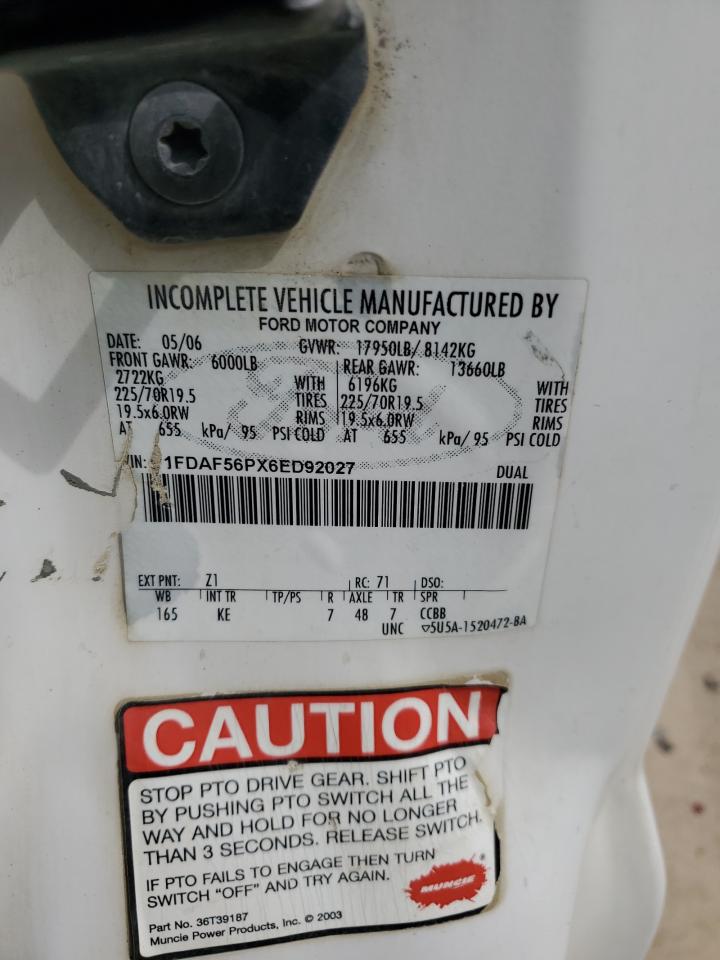 INCOMPLETE VEHICLE MANUFACTURED BY
FORD MOTOR COMPANY
DATE: 05/06 GVWR: 17950LB/ 8142KG
FRONT GAWR: 6000LB REAR GAWR: 13660LB
2722KG WITH 6196KG WITH
225/70R19.5 TIRES 225/70R19.5 TIRES
19.5x6.0RW RIMS 19.5x6.0RW RIMS
AT 655 kPa/ 95 PSI COLD AT 655 kPa/ 95 PSI COLD
VIN: 1FDAF56PX6ED92027 DUAL
EXT PNT: Z1 RC: 71 DSO:
WB INT TR TP/PS R AXLE TR SPR
165 KE 7 48 7 CCBB
UNC ▽5U5A-1520472-BA
CAUTION
STOP PTO DRIVE GEAR. SHIFT PTO
BY PUSHING PTO SWITCH ALL THE
WAY AND HOLD FOR NO LONGER
THAN 3 SECONDS. RELEASE SWITCH.
IF PTO FAILS TO ENGAGE THEN TURN
SWITCH "OFF" AND TRY AGAIN.
MUNCIE ®
Part No. 36T39187
Muncie Power Products, Inc. © 2003